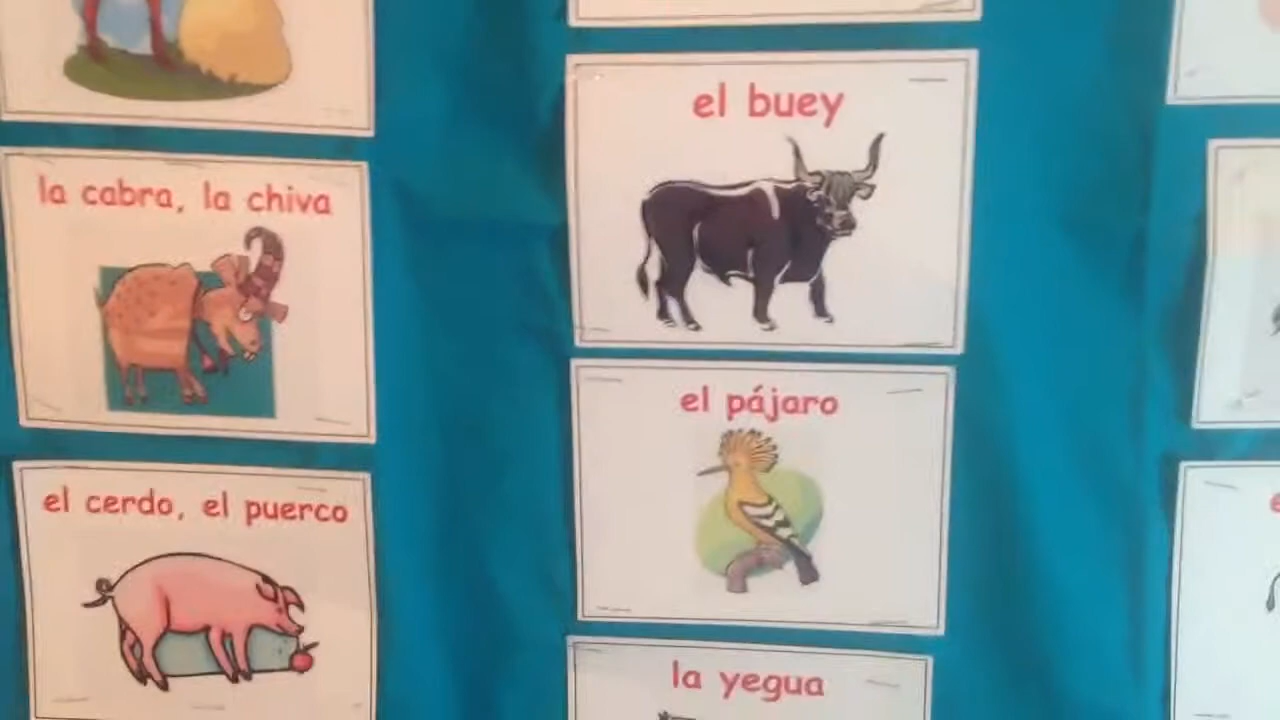 la cabra, la chiva
el cerdo, el puerco
el buey
el pájaro
la yegua